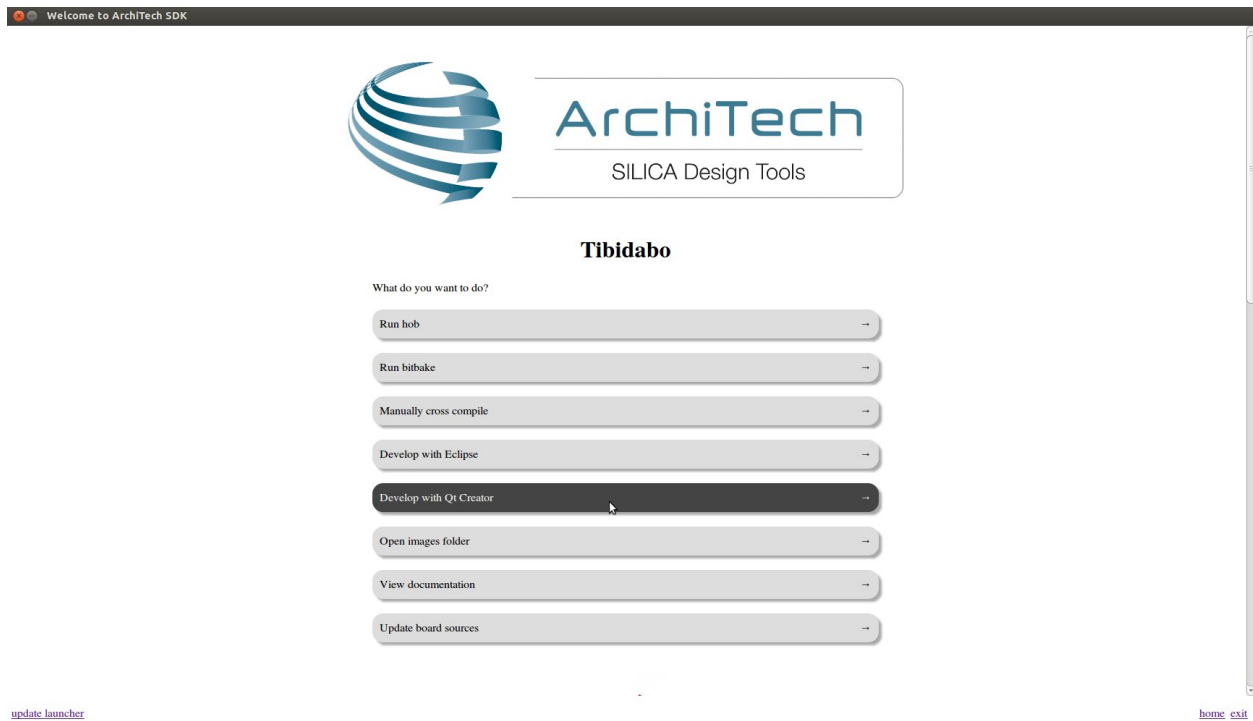 Welcome to ArchiTech SDK
ArchiTech
SILICA Design Tools
Tibidabo
What do you want to do?
Run hob →
Run bitbake →
Manually cross compile →
Develop with Eclipse →
Develop with Qt Creator →
Open images folder →
View documentation →
Update board sources →
update launcher home exit